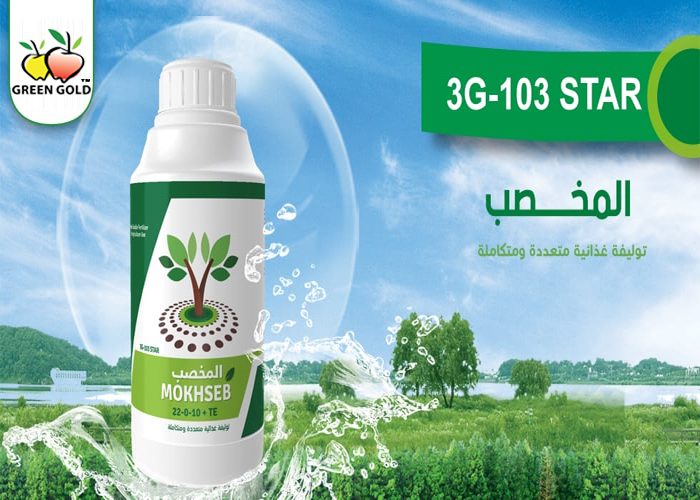 GREEN GOLD
TM
3G-103 STAR
المخصب
توليفة غذائية متعددة ومتكاملة
3G-103 STAR
المخصب
MOKHSEB
22-0-10 + TE
توليفة غذائية متعددة ومتكاملة